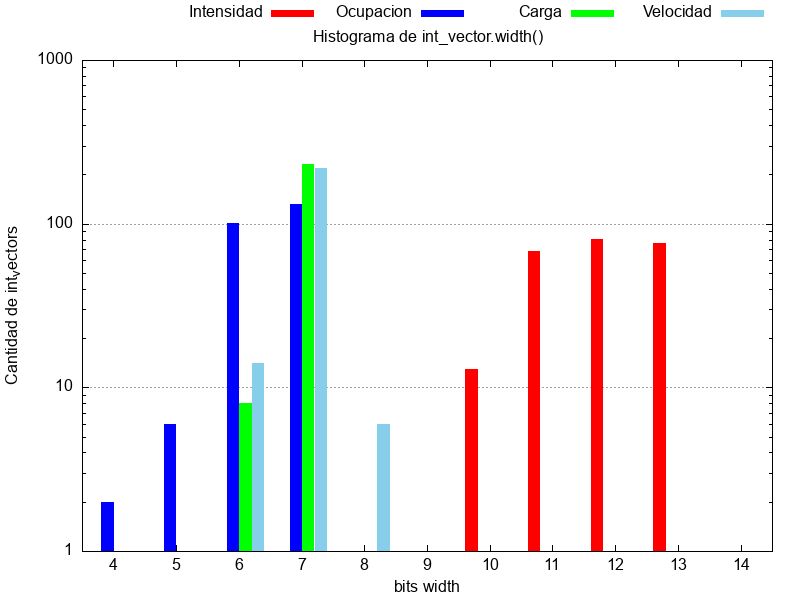 Intensidad Ocupacion Carga Velocidad
Histograma de int_vector.width()
1000
100
10
1
Cantidad de int_vectors
4 5 6 7 8 9 10 11 12 13 14
bits width